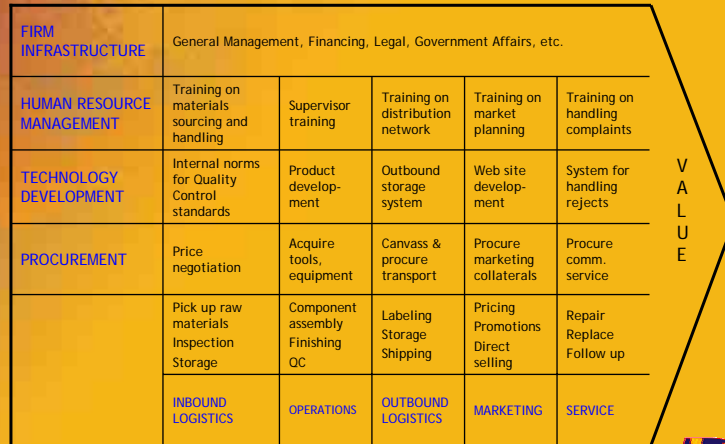 FIRM
INFRASTRUCTURE
General Management, Financing, Legal, Government Affairs, etc.
HUMAN RESOURCE
MANAGEMENT
Training on
materials
sourcing and
handling
Supervisor
training
Training on
distribution
network
Training on
market
planning
Training on
handling
complaints
TECHNOLOGY
DEVELOPMENT
Internal norms
for Quality
Control
standards
Product
develop-
ment
Outbound
storage
system
Web site
develop-
ment
System for
handling
rejects
PROCUREMENT
Price
negotiation
Acquire
tools,
equipment
Canvass &
procure
transport
Procure
marketing
collaterals
Procure
comm.
service
Pick up raw
materials
Inspection
Storage
Component
assembly
Finishing
QC
Labeling
Storage
Shipping
Pricing
Promotions
Direct
selling
Repair
Replace
Follow up
INBOUND
LOGISTICS
OPERATIONS
OUTBOUND
LOGISTICS
MARKETING
SERVICE
V
A
L
U
E